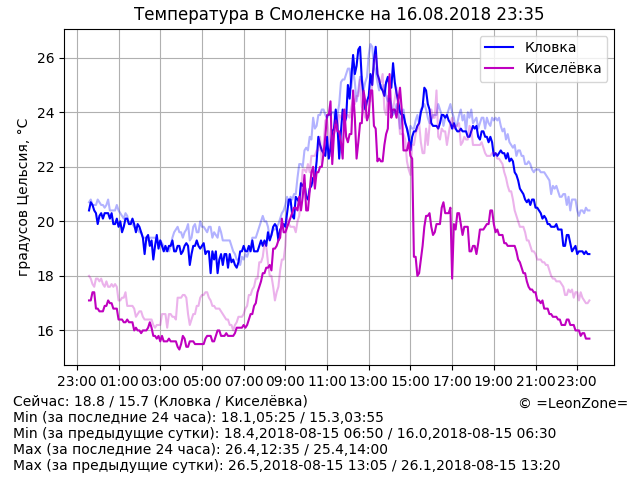 Температура в Смоленске на 16.08.2018 23:35
градусов Цельсия, °C
26
24
22
20
18
16
Кловка
Киселёвка
23:00 01:00 03:00 05:00 07:00 09:00 11:00 13:00 15:00 17:00 19:00 21:00 23:00
Сейчас: 18.8 / 15.7 (Кловка / Киселёвка)
© =LeonZone=
Min (за последние 24 часа): 18.1,05:25 / 15.3,03:55
Min (за предыдущие сутки): 18.4,2018-08-15 06:50 / 16.0,2018-08-15 06:30
Max (за последние 24 часа): 26.4,12:35 / 25.4,14:00
Max (за предыдущие сутки): 26.5,2018-08-15 13:05 / 26.1,2018-08-15 13:20